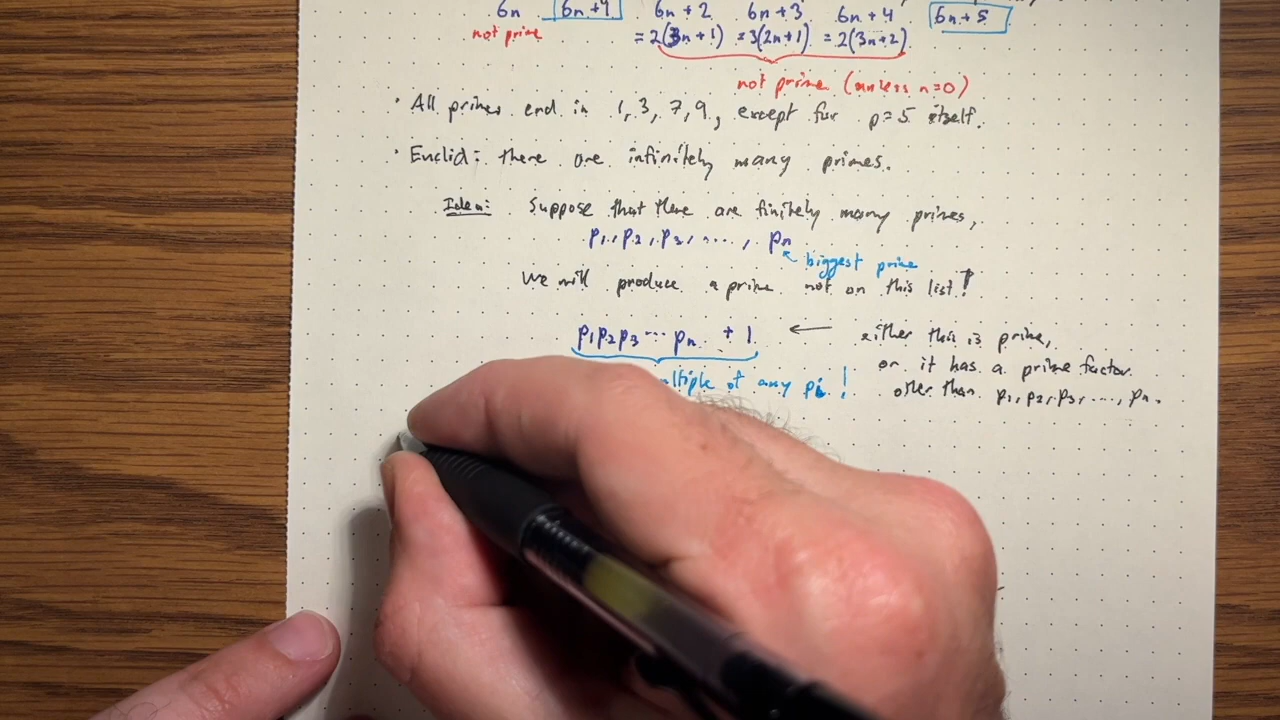 6n 6n+1 6n+2 6n+3 6n+4 6n+5
not prime = 2(3n+1) = 3(2n+1) = 2(3n+2)
not prime (unless n=0)
· All primes end in 1, 3, 7, 9, except for p=5 itself.
· Euclid: there are infinitely many primes.
Idea: Suppose that there are finitely many primes,
p₁, p₂, p₃, ...., pₙ
biggest prime
We will produce a prime not on this list!
p₁p₂p₃ ... pₙ + 1 ← either this is prime,
or it has a prime factor
multiple of any pᵢ!
other than p₁, p₂, p₃, ...., pₙ.